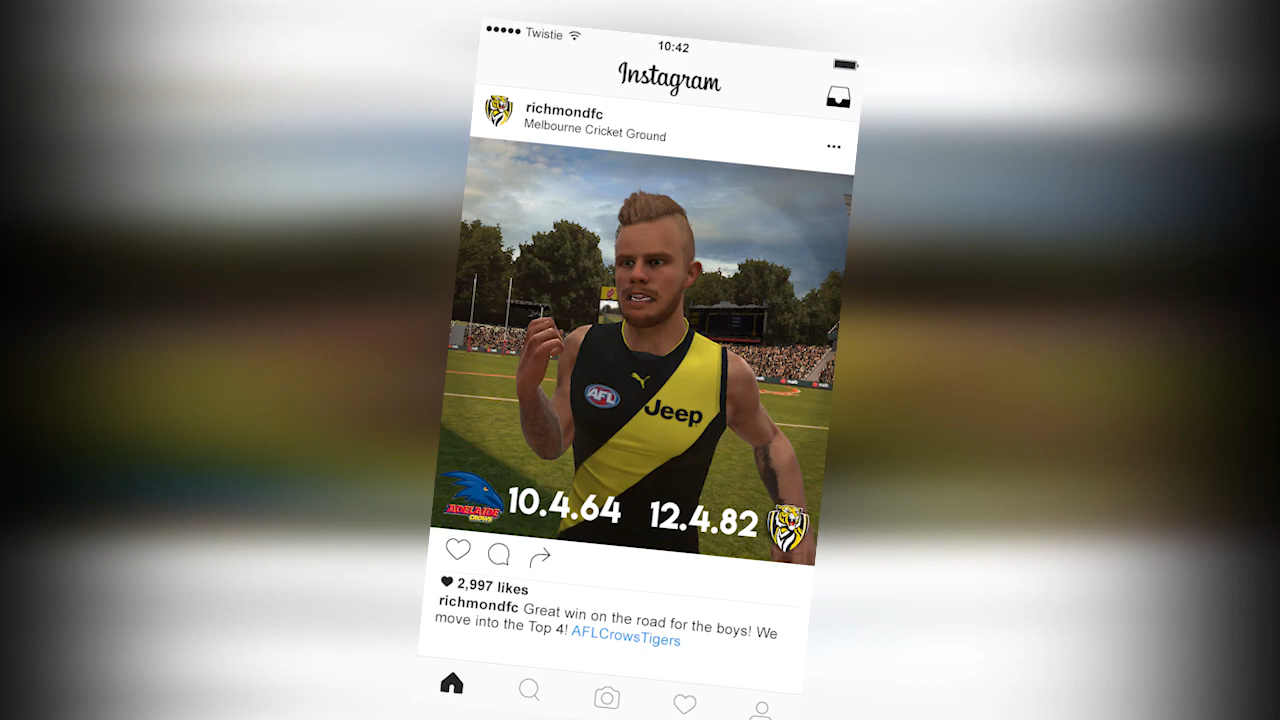 Twistie
10:42
Instagram
richmondfc
Melbourne Cricket Ground
AFL
Jeep
ADELAIDE
CROWS
10.4.64 12.4.82
2,997 likes
richmondfc Great win on the road for the boys! We
move into the Top 4! AFLCrowsTigers